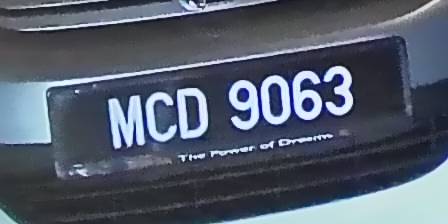 MCD 9063
The Power of Dreams